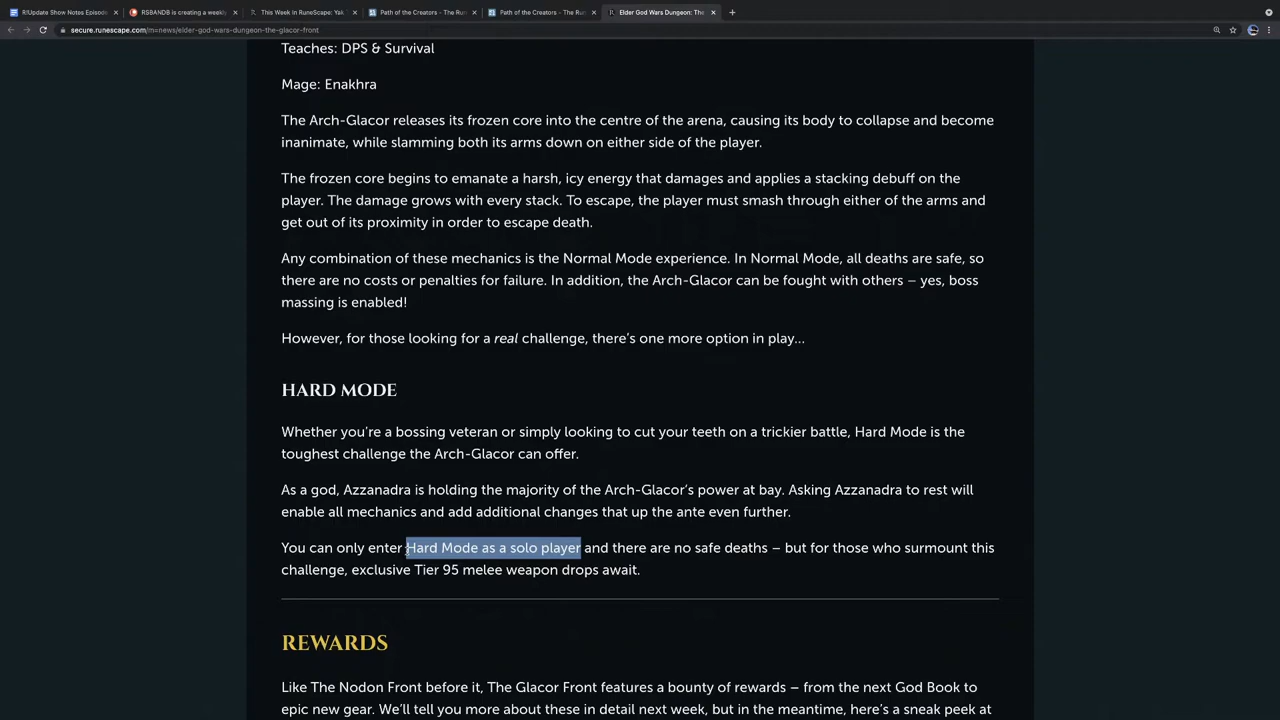 R!Update Show Notes Episode
RSBANDB is creating a weekly
This Week In RuneScape: Yak
Path of the Creators - The Ru
Path of the Creators - The Ru
Elder God Wars Dungeon: The
secure.runescape.com/m=news/elder-god-wars-dungeon-the-glacor-front
Teaches: DPS & Survival
Mage: Enakhra
The Arch-Glacor releases its frozen core into the centre of the arena, causing its body to collapse and become
inanimate, while slamming both its arms down on either side of the player.
The frozen core begins to emanate a harsh, icy energy that damages and applies a stacking debuff on the
player. The damage grows with every stack. To escape, the player must smash through either of the arms and
get out of its proximity in order to escape death.
Any combination of these mechanics is the Normal Mode experience. In Normal Mode, all deaths are safe, so
there are no costs or penalties for failure. In addition, the Arch-Glacor can be fought with others – yes, boss
massing is enabled!
However, for those looking for a real challenge, there's one more option in play...
HARD MODE
Whether you're a bossing veteran or simply looking to cut your teeth on a trickier battle, Hard Mode is the
toughest challenge the Arch-Glacor can offer.
As a god, Azzanadra is holding the majority of the Arch-Glacor's power at bay. Asking Azzanadra to rest will
enable all mechanics and add additional changes that up the ante even further.
You can only enter Hard Mode as a solo player and there are no safe deaths – but for those who surmount this
challenge, exclusive Tier 95 melee weapon drops await.
REWARDS
Like The Nodon Front before it, The Glacor Front features a bounty of rewards – from the next God Book to
epic new gear. We'll tell you more about these in detail next week, but in the meantime, here's a sneak peek at